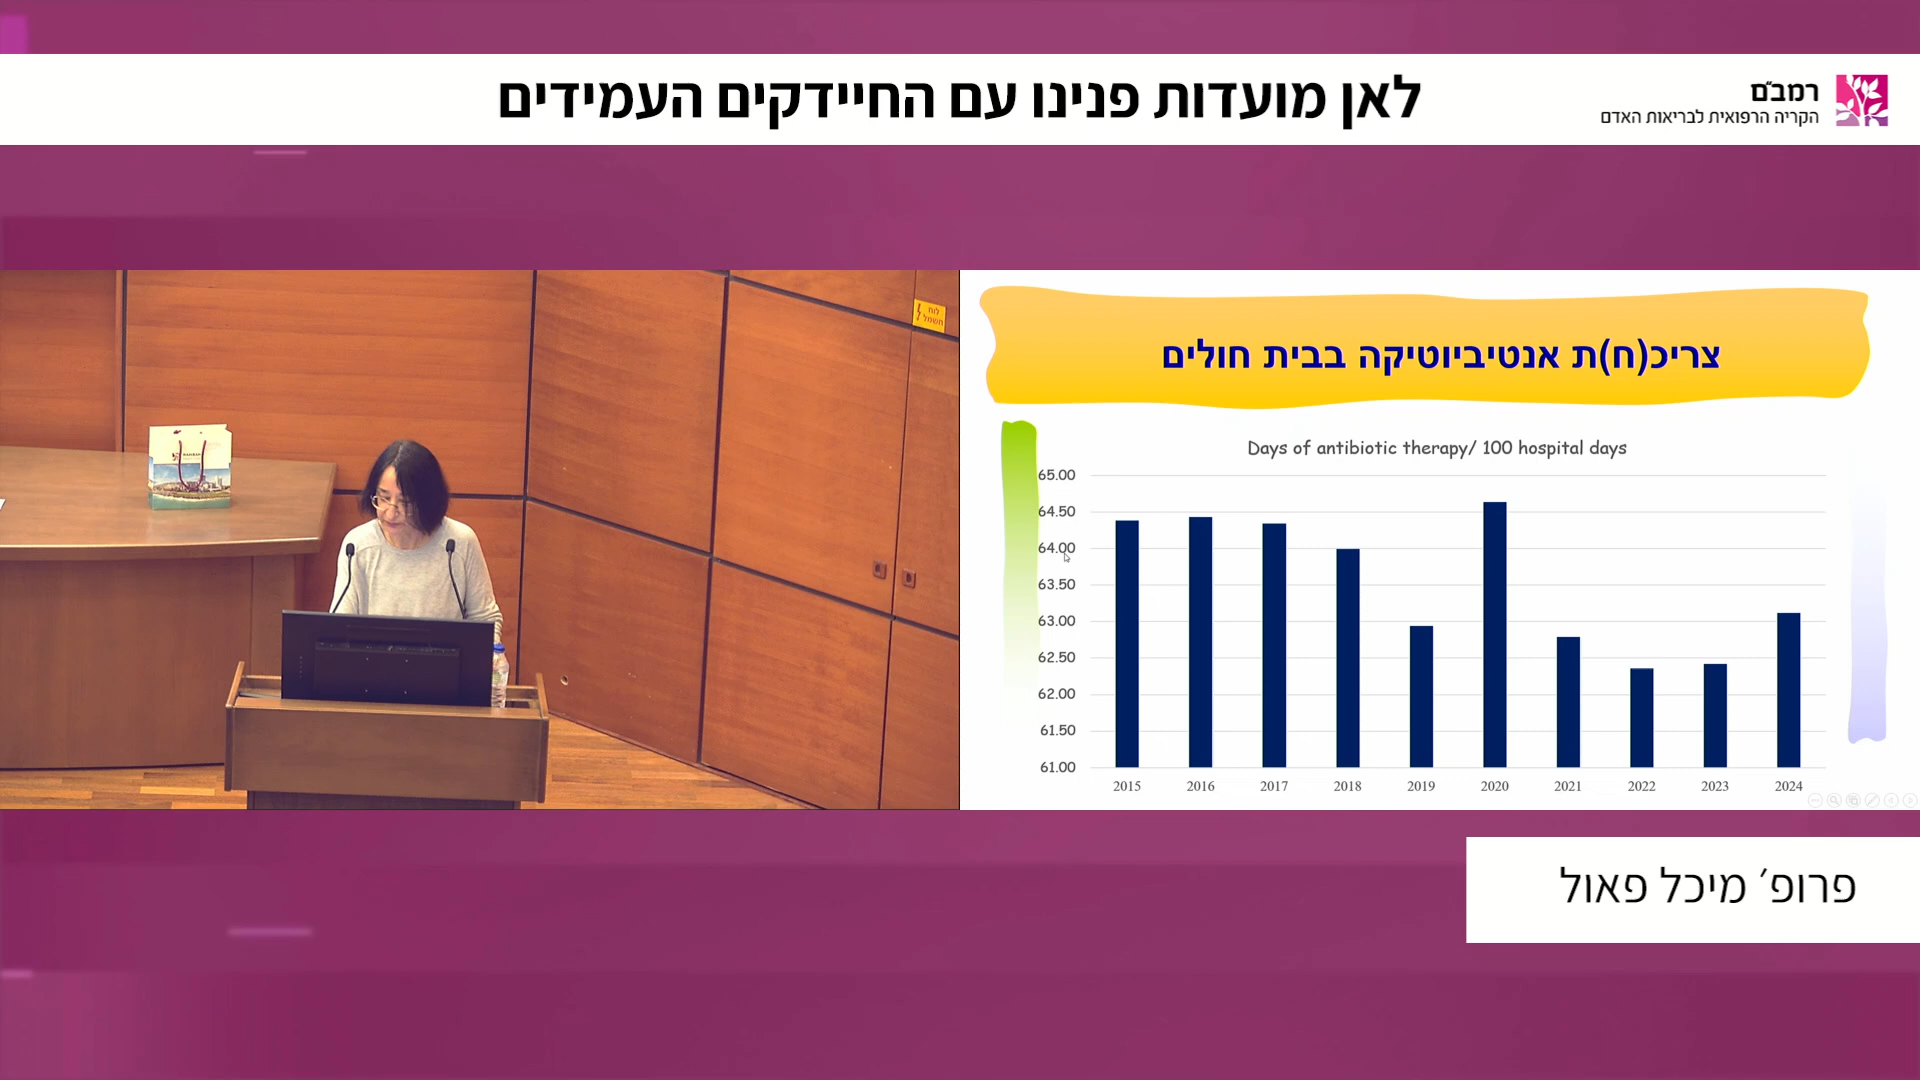 לאן מועדות פנינו עם החיידקים העמידים
רמב"ם
הקריה הרפואית לבריאות האדם
לוח
חשמל
צריכ(ח)ת אנטיביוטיקה בבית חולים
Days of antibiotic therapy/ 100 hospital days
65.00
64.50
64.00
63.50
63.00
62.50
62.00
61.50
61.00
2015 2016 2017 2018 2019 2020 2021 2022 2023 2024
פרופ' מיכל פאול